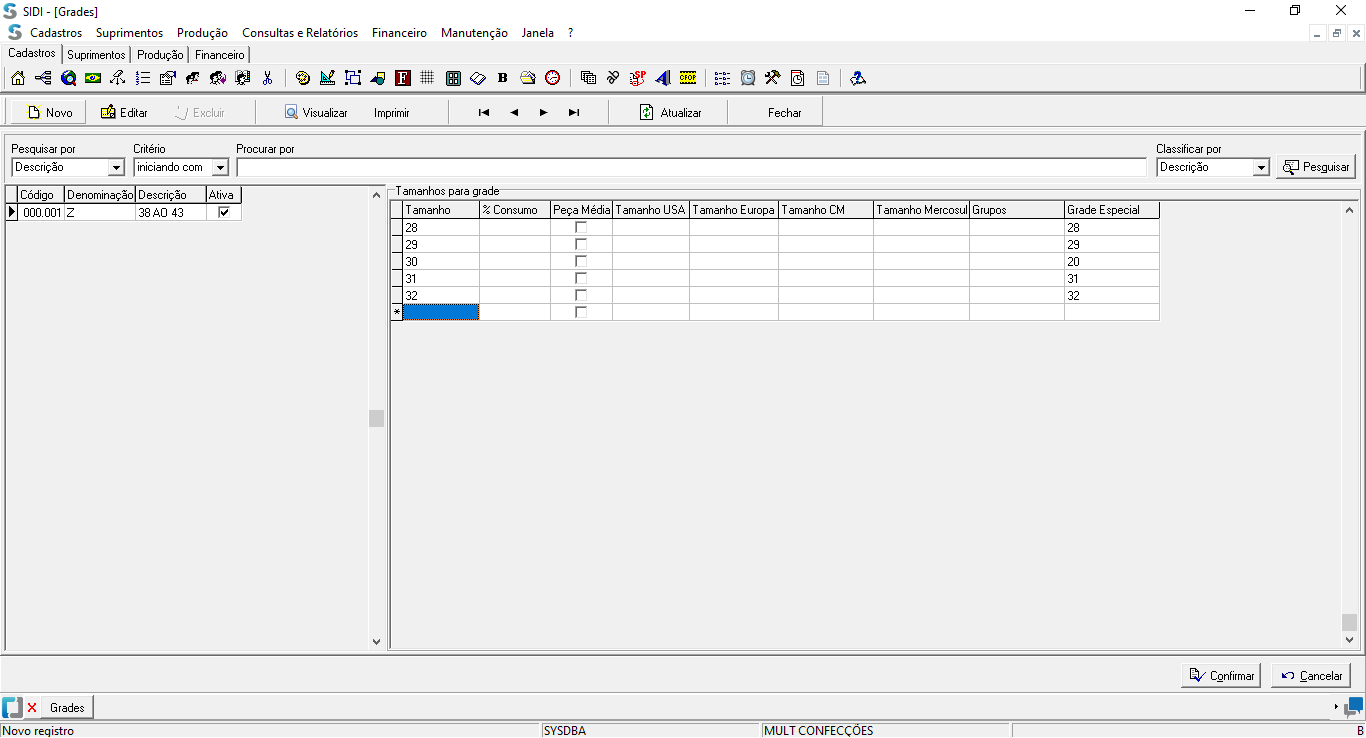 SIDI - [Grades]
Cadastros Suprimentos Produção Consultas e Relatórios Financeiro Manutenção Janela ?
Cadastros Suprimentos Produção Financeiro
F B SP CFOP
Novo Editar Excluir Visualizar Imprimir Atualizar Fechar
Pesquisar por Critério Procurar por Classificar por
Descrição iniciando com Descrição Pesquisar
Tamanhos para grade
Código Denominação Descrição Ativa
000.001 Z 38 AO 43
Tamanho % Consumo Peça Média Tamanho USA Tamanho Europa Tamanho CM Tamanho Mercosul Grupos Grade Especial
28 28
29 29
30 20
31 31
32 32
*
Confirmar Cancelar
Grades
Novo registro SYSDBA MULT CONFECÇÕES B